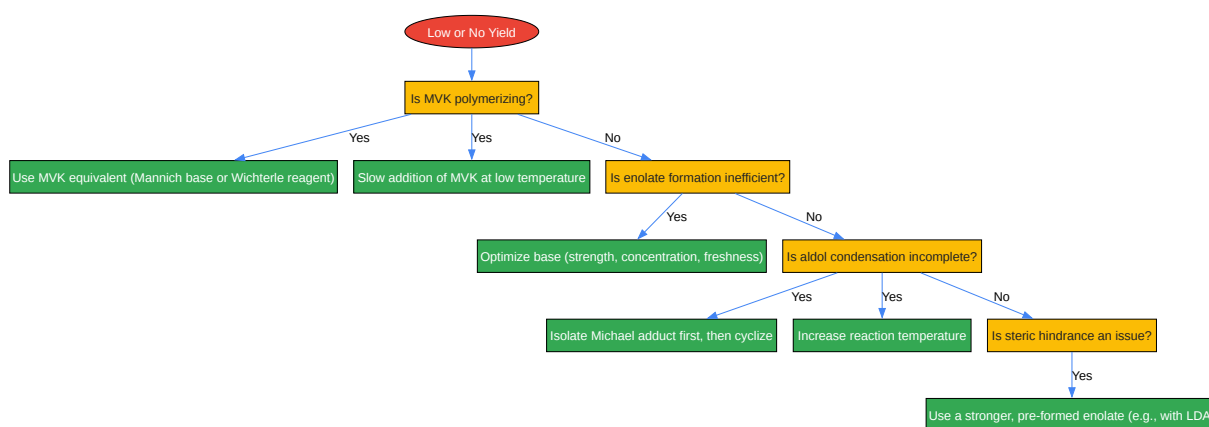 Low or No Yield
Is MVK polymerizing?
Yes
Yes
No
Use MVK equivalent (Mannich base or Wichterle reagent)
Slow addition of MVK at low temperature
Is enolate formation inefficient?
Yes
No
Optimize base (strength, concentration, freshness)
Is aldol condensation incomplete?
Yes
Yes
No
Isolate Michael adduct first, then cyclize
Increase reaction temperature
Is steric hindrance an issue?
Yes
Use a stronger, pre-formed enolate (e.g., with LDA